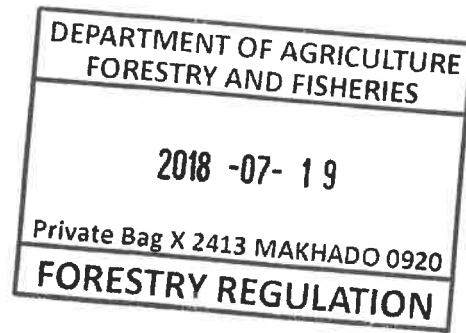 DEPARTMENT OF AGRICULTURE
FORESTRY AND FISHERIES
2018 -07- 19
Private Bag X 2413 MAKHADO 0920
FORESTRY REGULATION